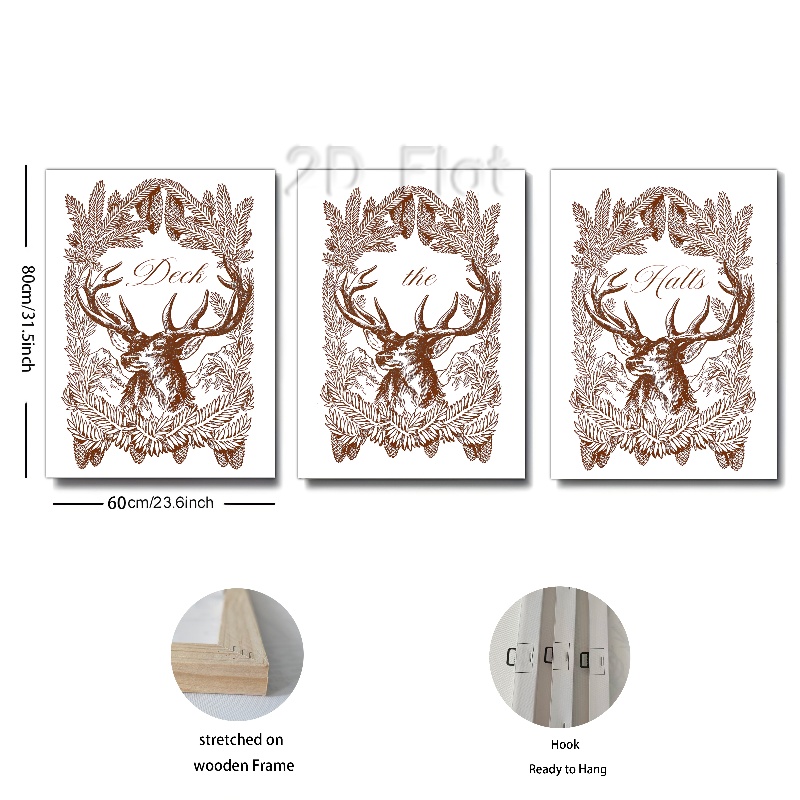 2D Flat
Deck
the
Halls
80cm/31.5inch
60cm/23.6inch
stretched on
wooden Frame
Hook
Ready to Hang